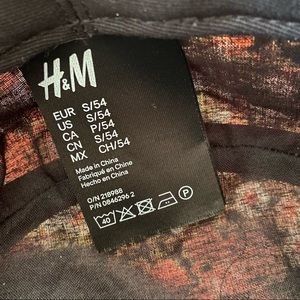 H&M
EUR S/54
US S/54
CA P/54
CN S/54
MX CH/54
Made in China
Fabriqué en Chine
Hecho en China
O/N 218988
P/N 0846296 2
40 P